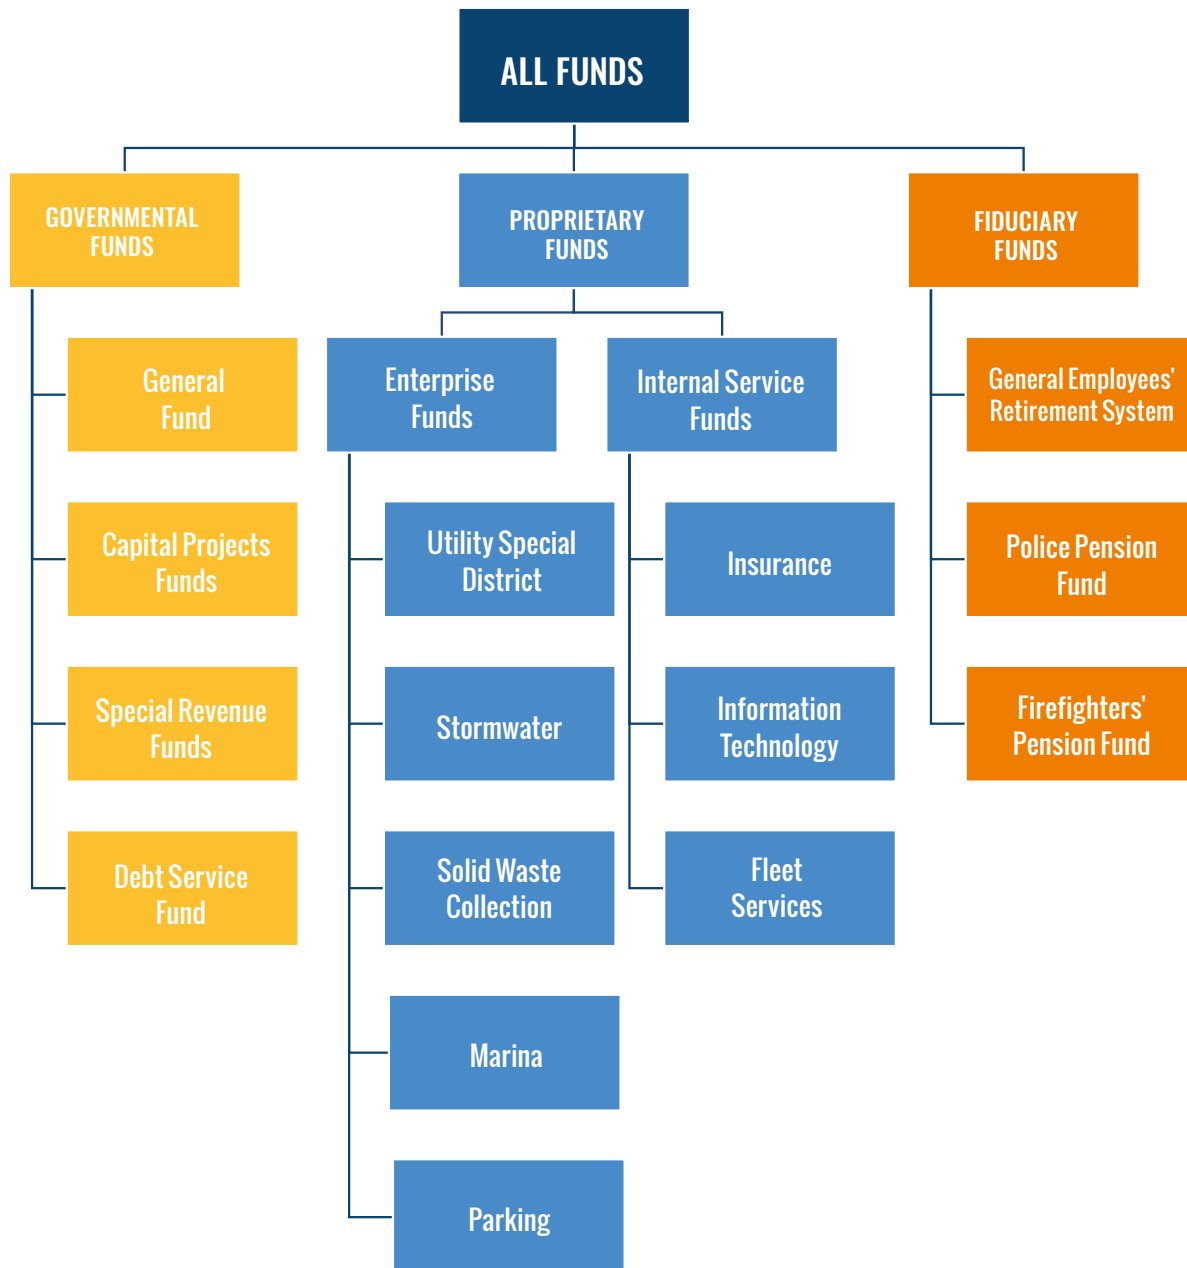 ALL FUNDS
GOVERNMENTAL
FUNDS
PROPRIETARY
FUNDS
FIDUCIARY
FUNDS
General
Fund
Capital Projects
Funds
Special Revenue
Funds
Debt Service
Fund
Enterprise
Funds
Utility Special
District
Stormwater
Solid Waste
Collection
Marina
Parking
Internal Service
Funds
Insurance
Information
Technology
Fleet
Services
General Employees'
Retirement System
Police Pension
Fund
Firefighters'
Pension Fund